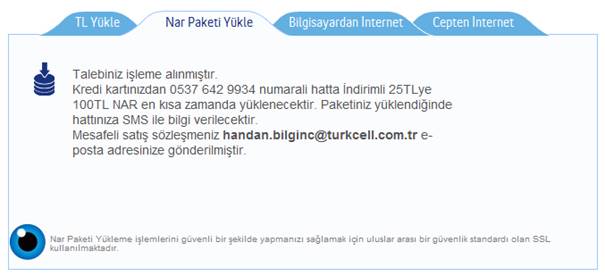 TL Yükle Nar Paketi Yükle Bilgisayardan İnternet Cepten İnternet
Talebiniz işleme alınmıştır.
Kredi kartınızdan 0537 642 9934 numaralı hatta İndirimli 25TLye
100TL NAR en kısa zamanda yüklenecektir. Paketiniz yüklendiğinde
hattınıza SMS ile bilgi verilecektir.
Mesafeli satış sözleşmeniz handan.bilginc@turkcell.com.tr e-
posta adresinize gönderilmiştir.
Nar Paketi Yükleme işlemlerini güvenli bir şekilde yapmanızı sağlamak için uluslar arası bir güvenlik standardı olan SSL
kullanılmaktadır.